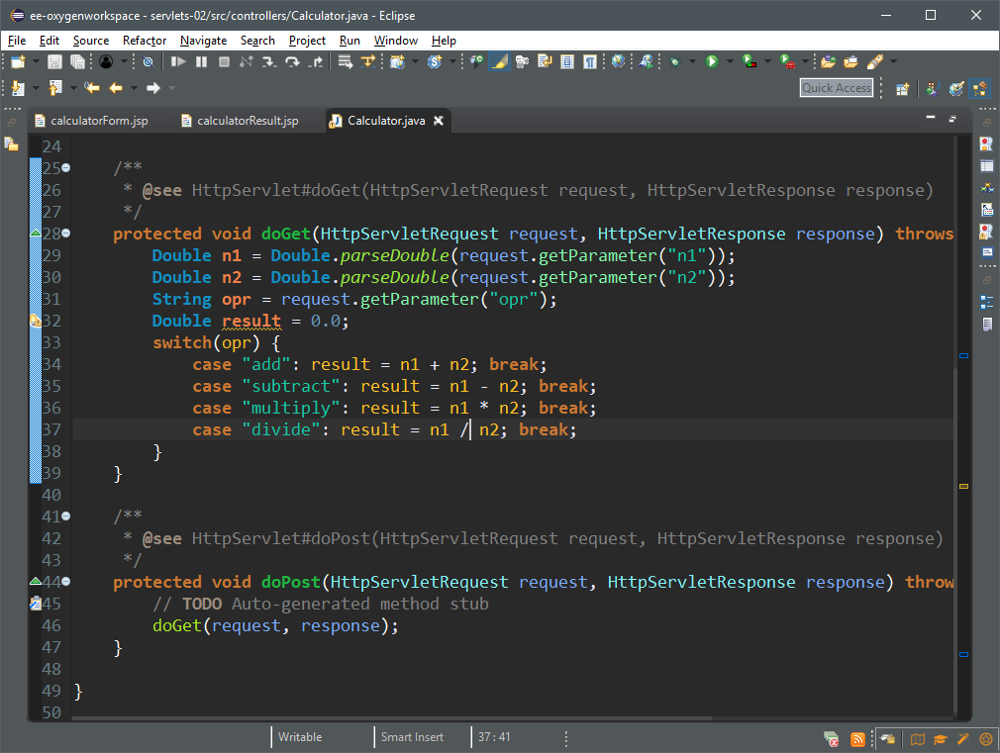 ee-oxygenworkspace - servlets-02/src/controllers/Calculator.java - Eclipse
File Edit Source Refactor Navigate Search Project Run Window Help
Quick Access
calculatorForm.jsp calculatorResult.jsp Calculator.java
24
25 /**
26 * @see HttpServlet#doGet(HttpServletRequest request, HttpServletResponse response)
27 */
28 protected void doGet(HttpServletRequest request, HttpServletResponse response) throws
29 Double n1 = Double.parseDouble(request.getParameter("n1"));
30 Double n2 = Double.parseDouble(request.getParameter("n2"));
31 String opr = request.getParameter("opr");
32 Double result = 0.0;
33 switch(opr) {
34 case "add": result = n1 + n2; break;
35 case "subtract": result = n1 - n2; break;
36 case "multiply": result = n1 * n2; break;
37 case "divide": result = n1 / n2; break;
38 }
39 }
40
41 /**
42 * @see HttpServlet#doPost(HttpServletRequest request, HttpServletResponse response)
43 */
44 protected void doPost(HttpServletRequest request, HttpServletResponse response) throw
45 // TODO Auto-generated method stub
46 doGet(request, response);
47 }
48
49 }
50
Writable Smart Insert 37 : 41